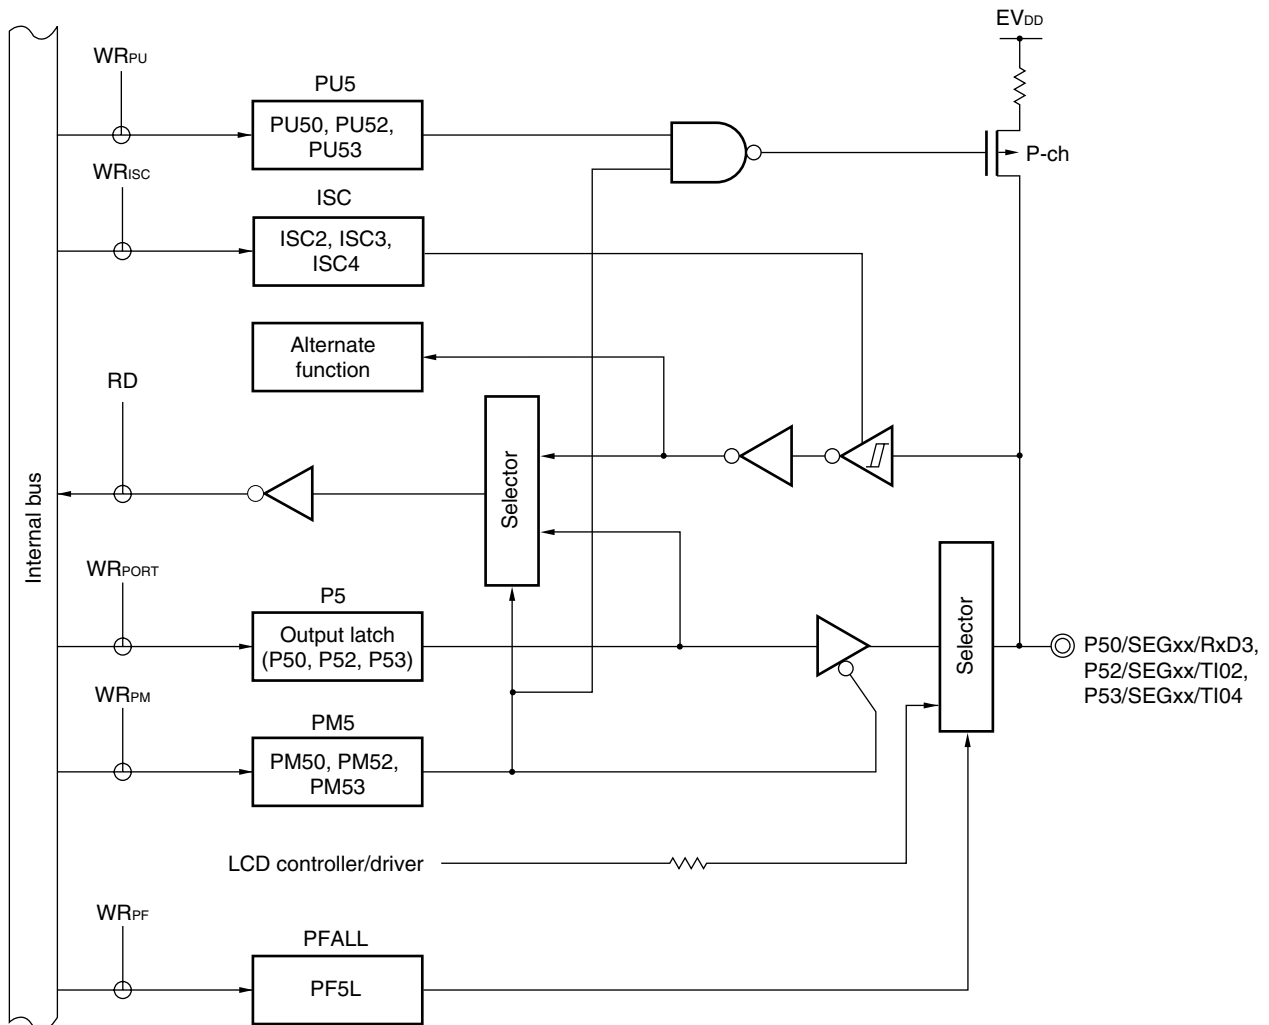 EVDD
WRPU
PU5
PU50, PU52,
PU53
P-ch
WRISC
ISC
ISC2, ISC3,
ISC4
Alternate
function
RD
Selector
Internal bus
WRPORT
P5
Output latch
(P50, P52, P53)
Selector
P50/SEGxx/RxD3,
P52/SEGxx/TI02,
P53/SEGxx/TI04
WRPM
PM5
PM50, PM52,
PM53
LCD controller/driver
WRPF
PFALL
PF5L